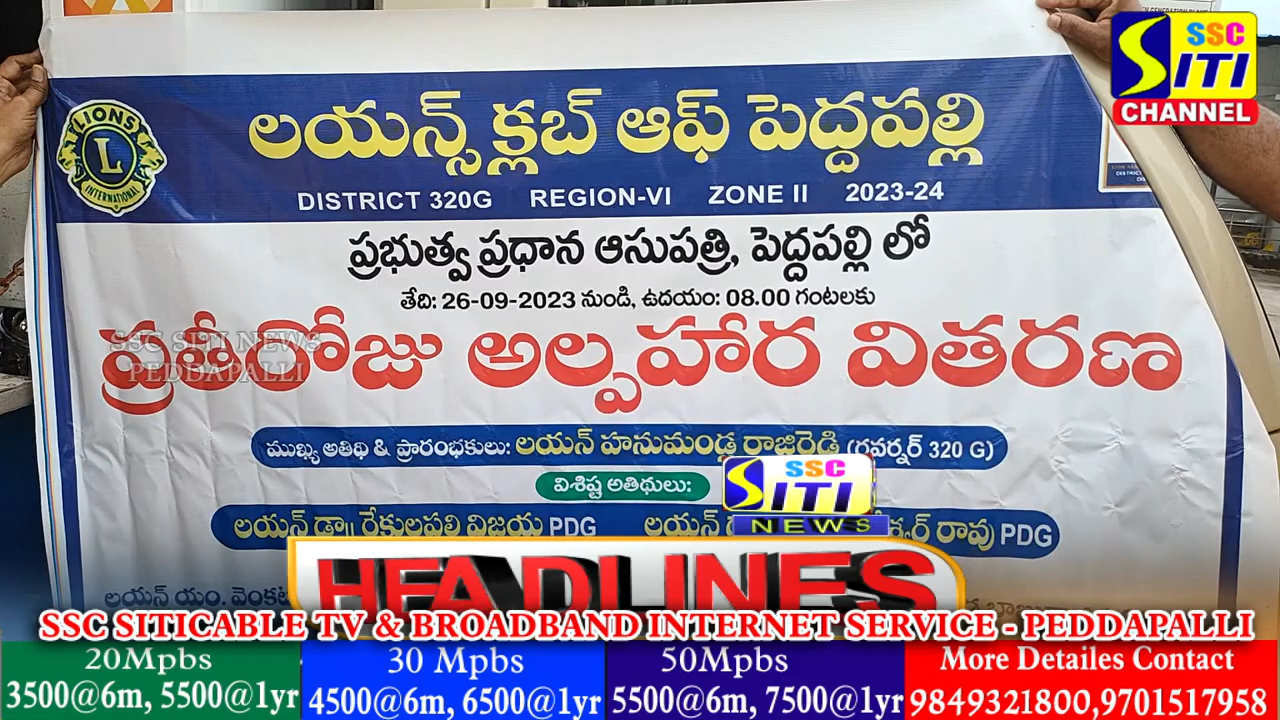 SSC
SITI
CHANNEL
LIONS
L
INTERNATIONAL
లయన్స్ క్లబ్ ఆఫ్ పెద్దపల్లి
DISTRICT 320G REGION-VI ZONE II 2023-24
ప్రభుత్వ ప్రధాన ఆసుపత్రి, పెద్దపల్లి లో
తేది: 26-09-2023 నుండి, ఉదయం: 08.00 గంటలకు
ప్రతీరోజు అల్పహార వితరణ
SSC SITI NEWS
PEDDAPALLI
ముఖ్య అతిథి & ప్రారంభకులు: లయన్ హనుమండ్ల రాజిరెడ్డి (గవర్నర్ 320 G)
విశిష్ట అతిథులు:
SSC
SITI
NEWS
లయన్ డా|| రేకులపల్లి విజయ PDG లయన్ రావు PDG
లయన్ యం.
HEADLINES
SSC SITICABLE TV & BROADBAND INTERNET SERVICE - PEDDAPALLI
20Mpbs 30 Mpbs 50Mpbs More Detailes Contact
3500@6m, 5500@1yr 4500@6m, 6500@1yr 5500@6m, 7500@1yr 9849321800,9701517958